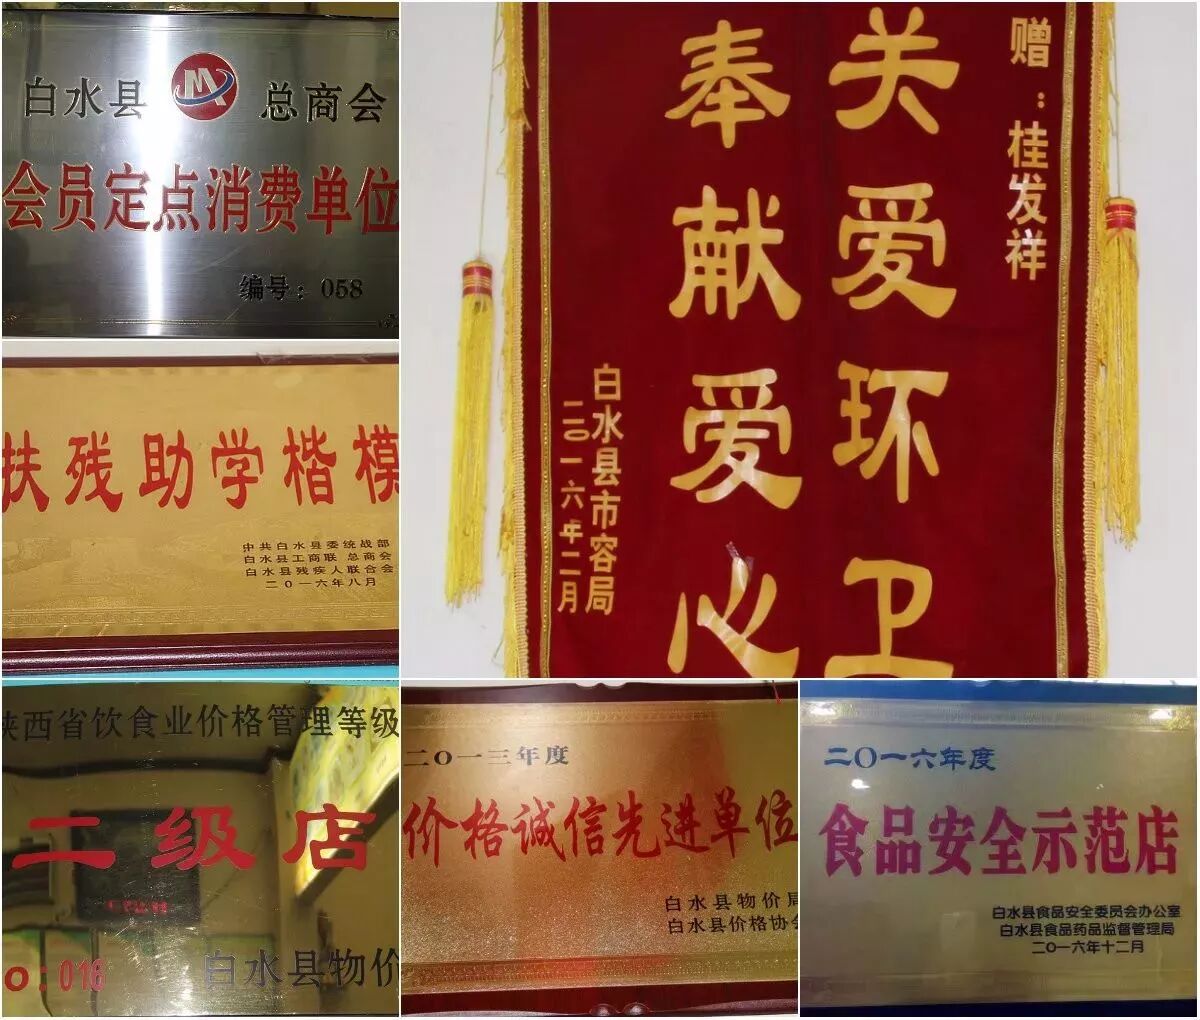 白水县 总商会
会员定点消费单位
编号：058
赠：桂发祥
关爱环卫
奉献爱心
白水县市容局
二〇一六年二月
扶残助学楷模
中共白水县委统战部
白水县工商联 总商会
白水县残疾人联合会
二〇一六年八月
陕西省饮食业价格管理等级
二级店
o:016 白水县物价
二〇一三年度
价格诚信先进单位
白水县物价局
白水县价格协会
二〇一六年度
食品安全示范店
白水县食品安全委员会办公室
白水县食品药品监督管理局
二〇一六年十二月